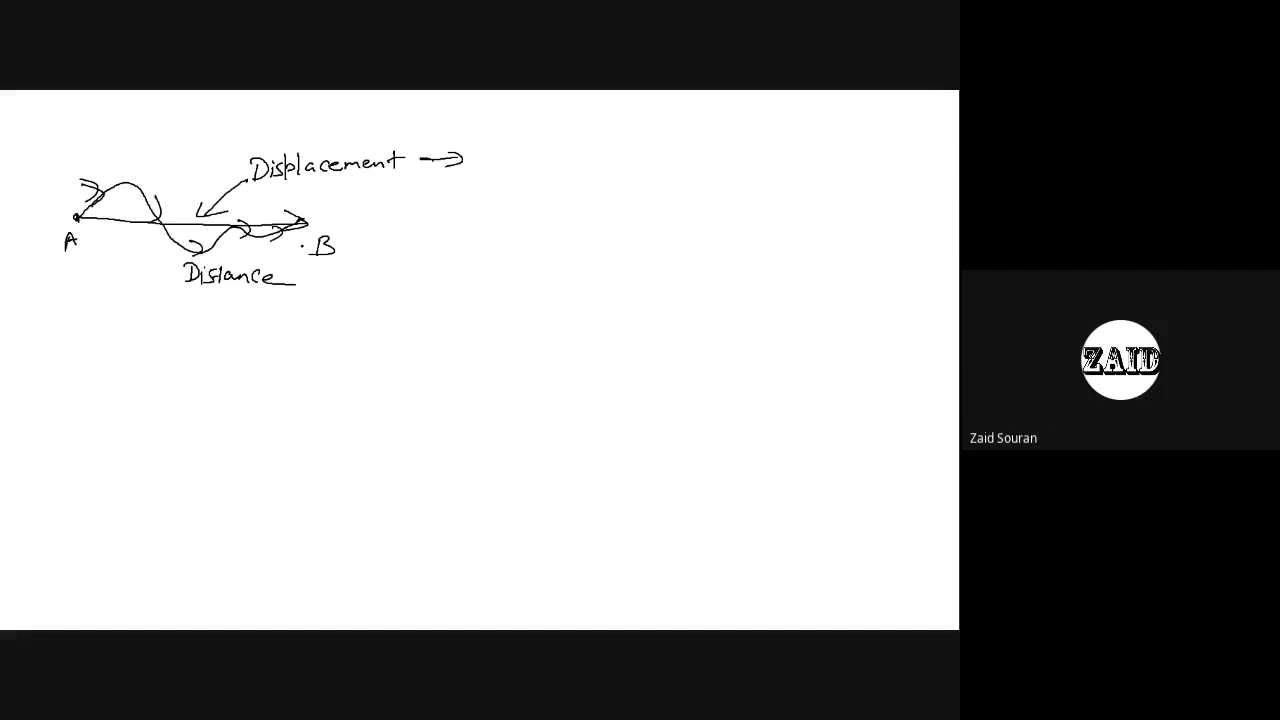 Displacement →
A
B
Distance
ZAID
Zaid Souran